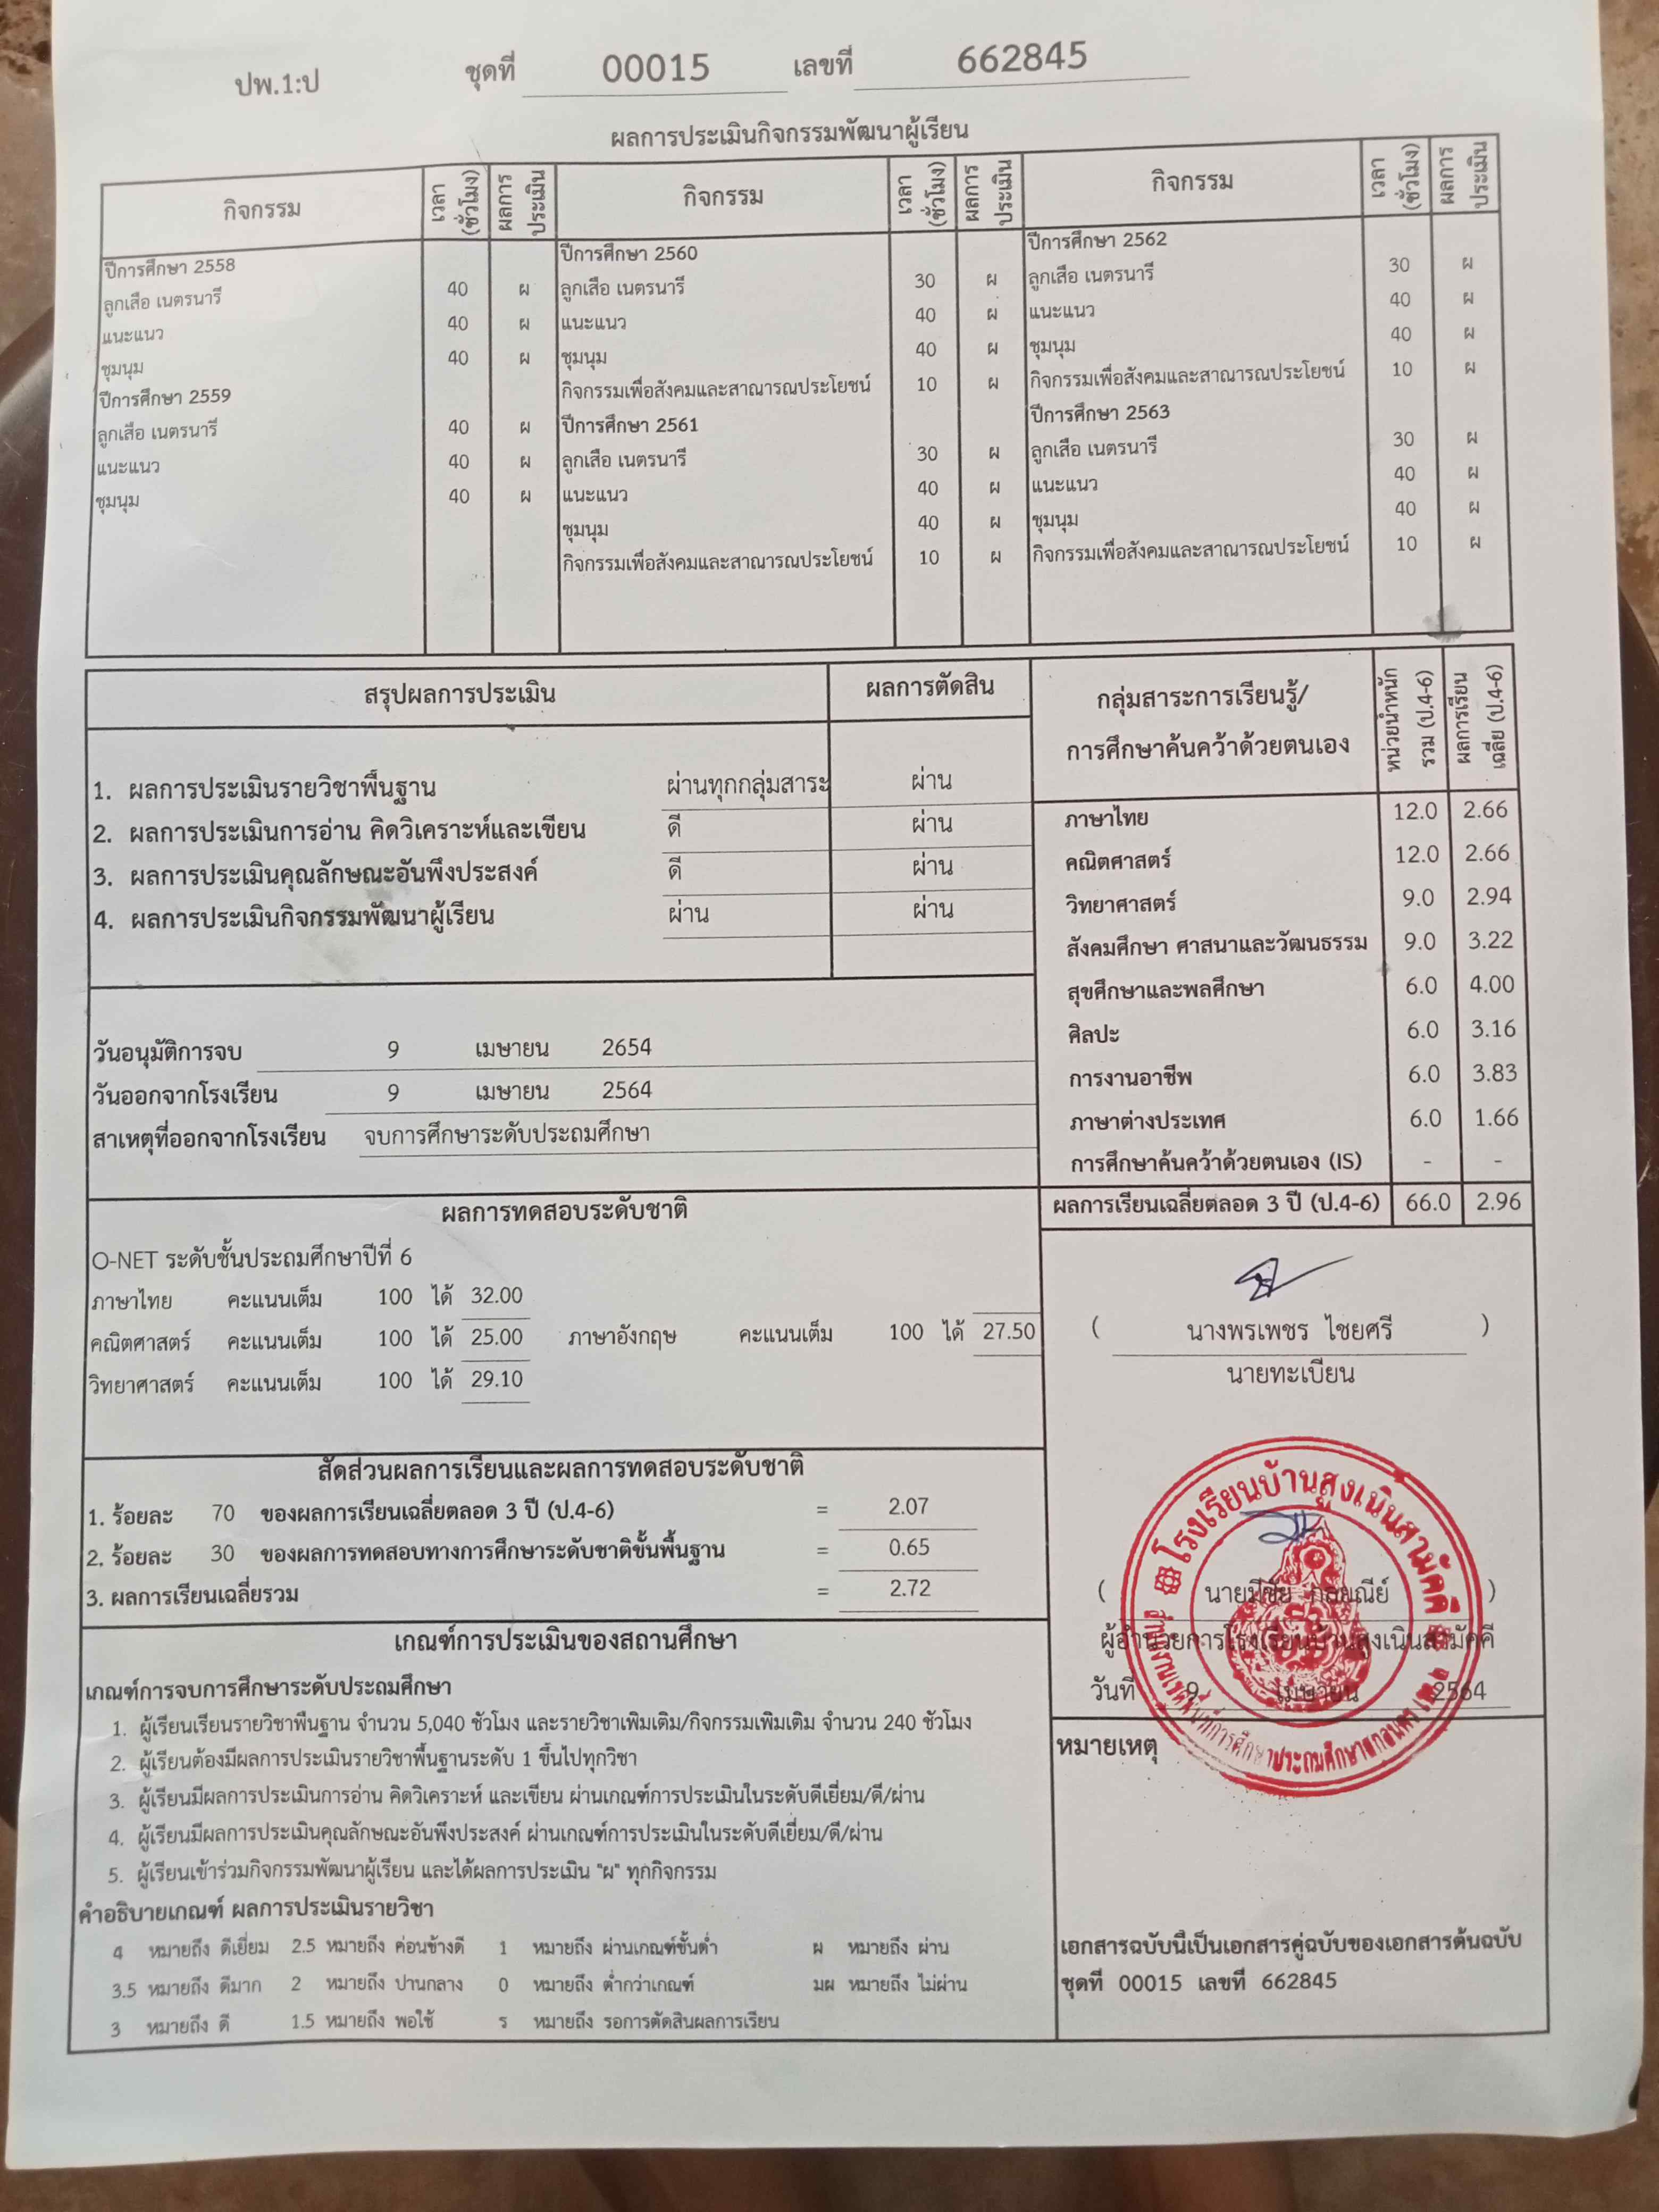 ปพ.1:ป ชุดที่ 00015 เลขที่ 662845
ผลการประเมินกิจกรรมพัฒนาผู้เรียน
กิจกรรม เวลา (ชั่วโมง) ผลการ ประเมิน กิจกรรม เวลา (ชั่วโมง) ผลการ ประเมิน กิจกรรม เวลา (ชั่วโมง) ผลการ ประเมิน
ปีการศึกษา 2558
ลูกเสือ เนตรนารี 40 ผ
แนะแนว 40 ผ
ชุมนุม 40 ผ
ปีการศึกษา 2559
ลูกเสือ เนตรนารี 40 ผ
แนะแนว 40 ผ
ชุมนุม 40 ผ
ปีการศึกษา 2560
ลูกเสือ เนตรนารี 30 ผ
แนะแนว 40 ผ
ชุมนุม 40 ผ
กิจกรรมเพื่อสังคมและสาณารณประโยชน์ 10 ผ
ปีการศึกษา 2561
ลูกเสือ เนตรนารี 30 ผ
แนะแนว 40 ผ
ชุมนุม 40 ผ
กิจกรรมเพื่อสังคมและสาณารณประโยชน์ 10 ผ
ปีการศึกษา 2562
ลูกเสือ เนตรนารี 30 ผ
แนะแนว 40 ผ
ชุมนุม 40 ผ
กิจกรรมเพื่อสังคมและสาณารณประโยชน์ 10 ผ
ปีการศึกษา 2563
ลูกเสือ เนตรนารี 30 ผ
แนะแนว 40 ผ
ชุมนุม 40 ผ
กิจกรรมเพื่อสังคมและสาณารณประโยชน์ 10 ผ
สรุปผลการประเมิน ผลการตัดสิน
1. ผลการประเมินรายวิชาพื้นฐาน ผ่านทุกกลุ่มสาระ ผ่าน
2. ผลการประเมินการอ่าน คิดวิเคราะห์และเขียน ดี ผ่าน
3. ผลการประเมินคุณลักษณะอันพึงประสงค์ ดี ผ่าน
4. ผลการประเมินกิจกรรมพัฒนาผู้เรียน ผ่าน ผ่าน
วันอนุมัติการจบ 9 เมษายน 2654
วันออกจากโรงเรียน 9 เมษายน 2564
สาเหตุที่ออกจากโรงเรียน จบการศึกษาระดับประถมศึกษา
กลุ่มสาระการเรียนรู้/
การศึกษาค้นคว้าด้วยตนเอง
หน่วยน้ำหนัก รวม (ป.4-6) ผลการเรียน เฉลี่ย (ป.4-6)
ภาษาไทย 12.0 2.66
คณิตศาสตร์ 12.0 2.66
วิทยาศาสตร์ 9.0 2.94
สังคมศึกษา ศาสนาและวัฒนธรรม 9.0 3.22
สุขศึกษาและพลศึกษา 6.0 4.00
ศิลปะ 6.0 3.16
การงานอาชีพ 6.0 3.83
ภาษาต่างประเทศ 6.0 1.66
การศึกษาค้นคว้าด้วยตนเอง (IS) - -
ผลการเรียนเฉลี่ยตลอด 3 ปี (ป.4-6) 66.0 2.96
ผลการทดสอบระดับชาติ
O-NET ระดับชั้นประถมศึกษาปีที่ 6
ภาษาไทย คะแนนเต็ม 100 ได้ 32.00
คณิตศาสตร์ คะแนนเต็ม 100 ได้ 25.00 ภาษาอังกฤษ คะแนนเต็ม 100 ได้ 27.50
วิทยาศาสตร์ คะแนนเต็ม 100 ได้ 29.10
สัดส่วนผลการเรียนและผลการทดสอบระดับชาติ
1. ร้อยละ 70 ของผลการเรียนเฉลี่ยตลอด 3 ปี (ป.4-6) = 2.07
2. ร้อยละ 30 ของผลการทดสอบทางการศึกษาระดับชาติขั้นพื้นฐาน = 0.65
3. ผลการเรียนเฉลี่ยรวม = 2.72
เกณฑ์การประเมินของสถานศึกษา
เกณฑ์การจบการศึกษาระดับประถมศึกษา
1. ผู้เรียนเรียนรายวิชาพื้นฐาน จำนวน 5,040 ชั่วโมง และรายวิชาเพิ่มเติม/กิจกรรมเพิ่มเติม จำนวน 240 ชั่วโมง
2. ผู้เรียนต้องมีผลการประเมินรายวิชาพื้นฐานระดับ 1 ขึ้นไปทุกวิชา
3. ผู้เรียนมีผลการประเมินการอ่าน คิดวิเคราะห์ และเขียน ผ่านเกณฑ์การประเมินในระดับดีเยี่ยม/ดี/ผ่าน
4. ผู้เรียนมีผลการประเมินคุณลักษณะอันพึงประสงค์ ผ่านเกณฑ์การประเมินในระดับดีเยี่ยม/ดี/ผ่าน
5. ผู้เรียนเข้าร่วมกิจกรรมพัฒนาผู้เรียน และได้ผลการประเมิน "ผ" ทุกกิจกรรม
คำอธิบายเกณฑ์ ผลการประเมินรายวิชา
4 หมายถึง ดีเยี่ยม 2.5 หมายถึง ค่อนข้างดี 1 หมายถึง ผ่านเกณฑ์ขั้นต่ำ ผ หมายถึง ผ่าน
3.5 หมายถึง ดีมาก 2 หมายถึง ปานกลาง 0 หมายถึง ต่ำกว่าเกณฑ์ มผ หมายถึง ไม่ผ่าน
3 หมายถึง ดี 1.5 หมายถึง พอใช้ ร หมายถึง รอการตัดสินผลการเรียน
( นางพรเพชร ไชยศรี )
นายทะเบียน
โรงเรียนบ้านสูงเนินสามัคคี
( นายมีชัย )
ผู้อำนวยการโรงเรียนบ้านสูงเนินสามัคคี
วันที่ 9 เมษายน 2564
หมายเหตุ
เอกสารฉบับนี้เป็นเอกสารคู่ฉบับของเอกสารต้นฉบับ
ชุดที่ 00015 เลขที่ 662845